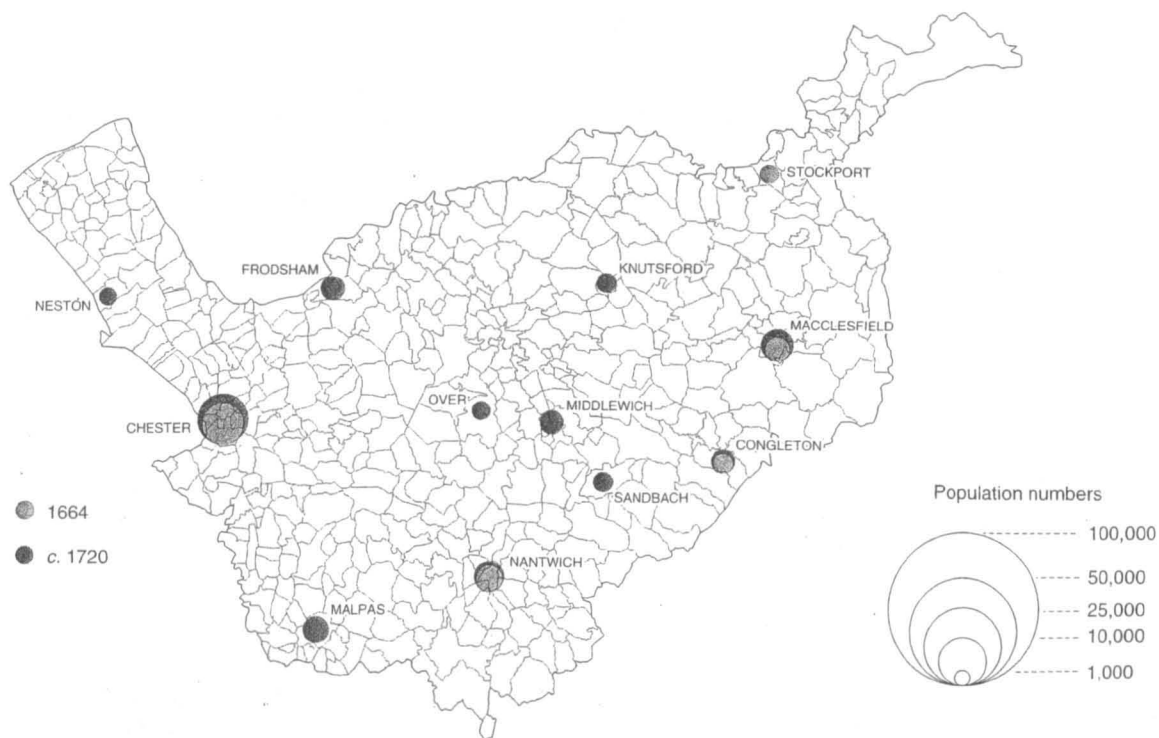 STOCKPORT
FRODSHAM
KNUTSFORD
NESTÓN
MACCLESFIELD
OVER
MIDDLEWICH
CHESTER
CONGLETON
SANDBACH
Population numbers
1664
100,000
c. 1720
NANTWICH
50,000
25,000
MALPAS
10,000
1,000